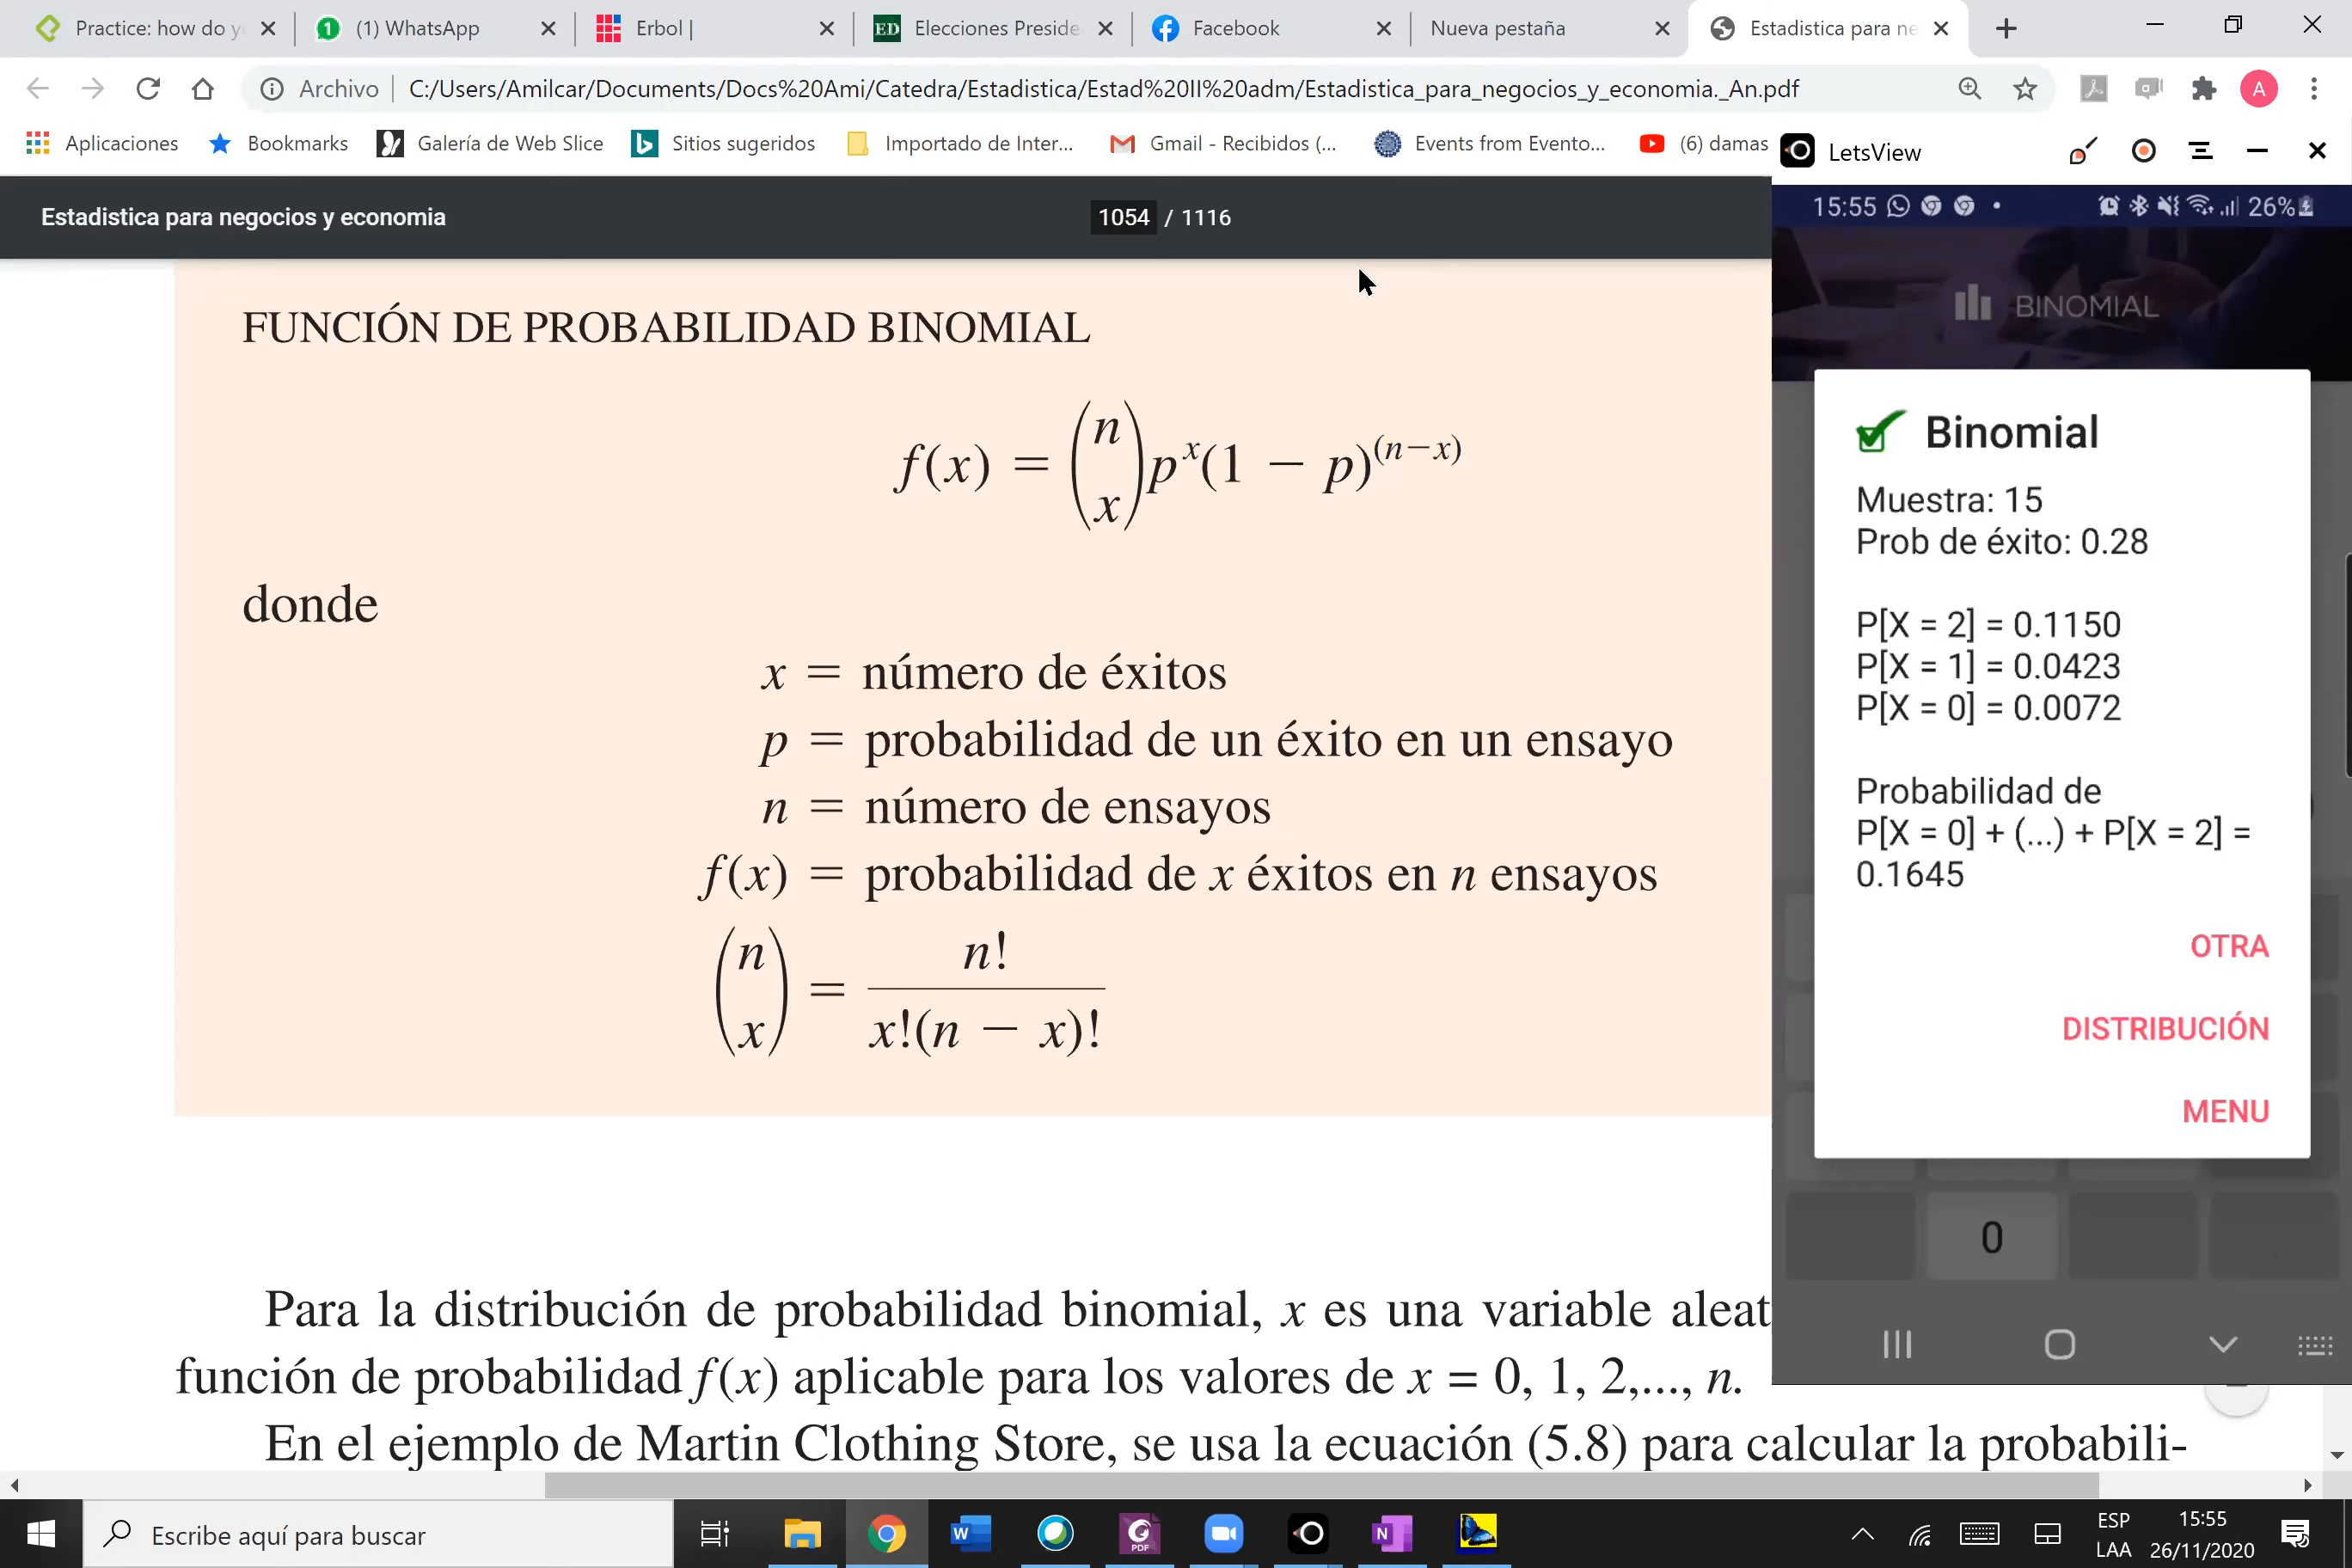 Practice: how do y
1 (1) WhatsApp
Erbol |
ED Elecciones Preside
Facebook
Nueva pestaña
Estadistica para ne
Archivo
C:/Users/Amilcar/Documents/Docs%20Ami/Catedra/Estadistica/Estad%20II%20adm/Estadistica_para_negocios_y_economia._An.pdf
A
Aplicaciones
Bookmarks
Galería de Web Slice
Sitios sugeridos
Importado de Inter...
Gmail - Recibidos (...
Events from Evento...
(6) damas
LetsView
Estadistica para negocios y economia
1054 / 1116
15:55
26%
BINOMIAL
FUNCIÓN DE PROBABILIDAD BINOMIAL
f(x) = (n x) p^x(1 − p)^(n−x)
donde
x = número de éxitos
p = probabilidad de un éxito en un ensayo
n = número de ensayos
f(x) = probabilidad de x éxitos en n ensayos
(n x) = n! / x!(n − x)!
Para la distribución de probabilidad binomial, x es una variable aleat
función de probabilidad f(x) aplicable para los valores de x = 0, 1, 2,..., n.
En el ejemplo de Martin Clothing Store, se usa la ecuación (5.8) para calcular la probabili-
Binomial
Muestra: 15
Prob de éxito: 0.28
P[X = 2] = 0.1150
P[X = 1] = 0.0423
P[X = 0] = 0.0072
Probabilidad de
P[X = 0] + (...) + P[X = 2] =
0.1645
OTRA
DISTRIBUCIÓN
MENU
0
Escribe aquí para buscar
W
PDF
N
ESP
LAA
15:55
26/11/2020